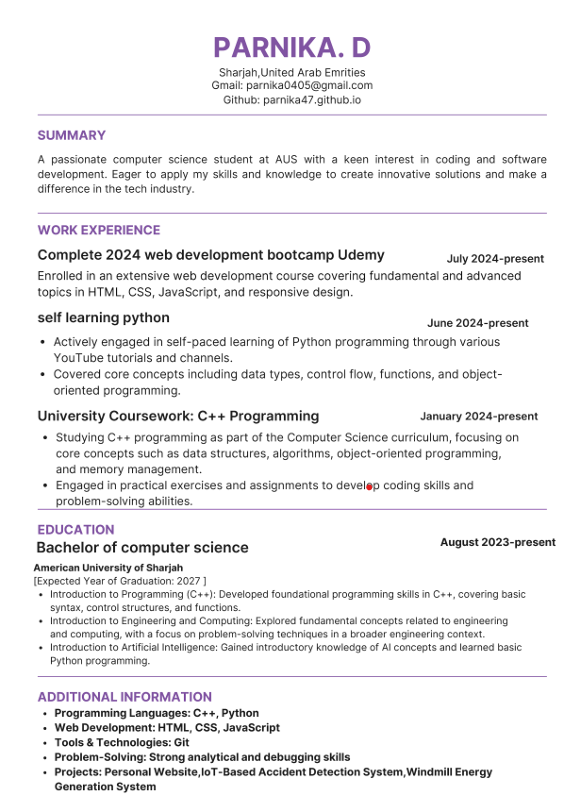 PARNIKA. D
Sharjah,United Arab Emrities
Gmail: parnika0405@gmail.com
Github: parnika47.github.io
SUMMARY
A passionate computer science student at AUS with a keen interest in coding and software
development. Eager to apply my skills and knowledge to create innovative solutions and make a
difference in the tech industry.
WORK EXPERIENCE
Complete 2024 web development bootcamp Udemy
July 2024-present
Enrolled in an extensive web development course covering fundamental and advanced
topics in HTML, CSS, JavaScript, and responsive design.
self learning python
June 2024-present
• Actively engaged in self-paced learning of Python programming through various
YouTube tutorials and channels.
• Covered core concepts including data types, control flow, functions, and object-
oriented programming.
University Coursework: C++ Programming
January 2024-present
• Studying C++ programming as part of the Computer Science curriculum, focusing on
core concepts such as data structures, algorithms, object-oriented programming,
and memory management.
• Engaged in practical exercises and assignments to develop coding skills and
problem-solving abilities.
EDUCATION
Bachelor of computer science
August 2023-present
American University of Sharjah
[Expected Year of Graduation: 2027 ]
• Introduction to Programming (C++): Developed foundational programming skills in C++, covering basic
syntax, control structures, and functions.
• Introduction to Engineering and Computing: Explored fundamental concepts related to engineering
and computing, with a focus on problem-solving techniques in a broader engineering context.
• Introduction to Artificial Intelligence: Gained introductory knowledge of AI concepts and learned basic
Python programming.
ADDITIONAL INFORMATION
• Programming Languages: C++, Python
• Web Development: HTML, CSS, JavaScript
• Tools & Technologies: Git
• Problem-Solving: Strong analytical and debugging skills
• Projects: Personal Website,IoT-Based Accident Detection System,Windmill Energy
Generation System